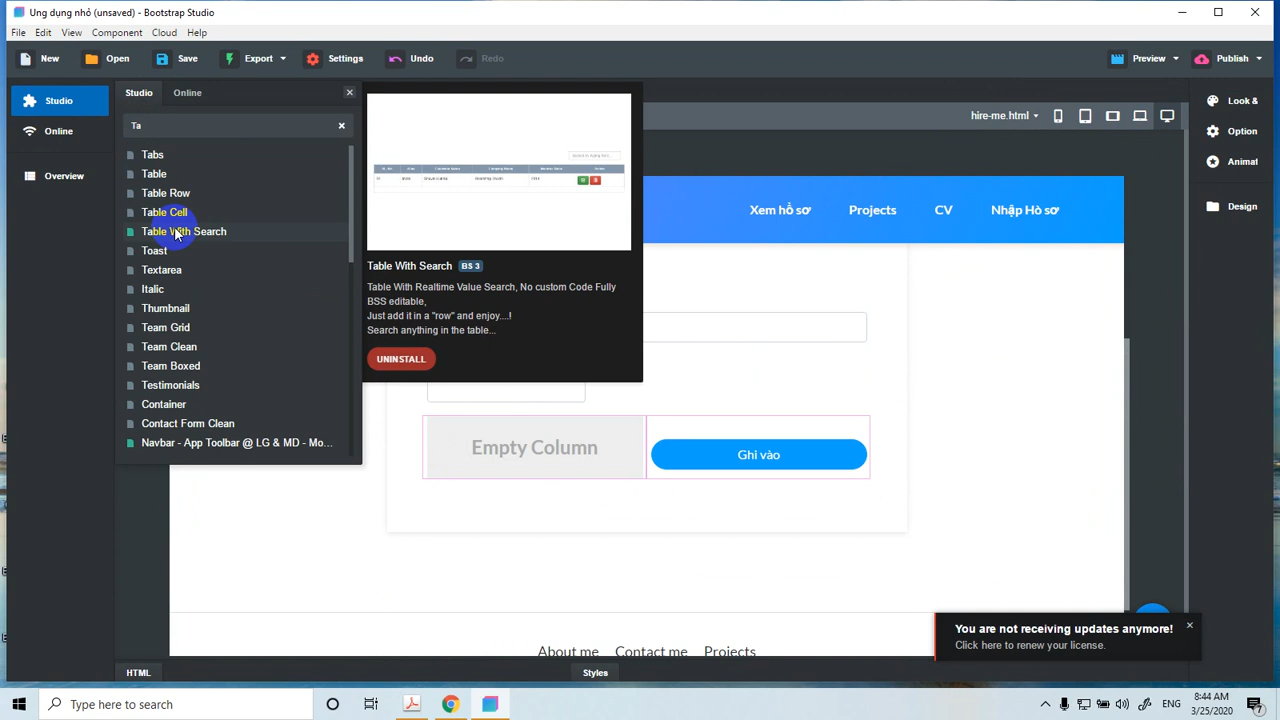 Ứng dụng nhỏ (unsaved) - Bootstrap Studio
File Edit View Component Cloud Help
New Open Save Export Settings Undo Redo Preview Publish
Studio
Online
Overview
Studio Online
Ta
Tabs
Table
Table Row
Table Cell
Table With Search
Toast
Textarea
Italic
Thumbnail
Team Grid
Team Clean
Team Boxed
Testimonials
Container
Contact Form Clean
Navbar - App Toolbar @ LG & MD - Mo...
Table With Search BS 3
Table With Realtime Value Search, No custom Code Fully
BSS editable,
Just add it in a "row" and enjoy....!
Search anything in the table...
UNINSTALL
hire-me.html
Xem hồ sơ Projects CV Nhập Hò sơ
Empty Column
Ghi vào
About me Contact me Projects
Look &
Option
Animat
Design
You are not receiving updates anymore!
Click here to renew your license.
HTML
Styles
Type here to search
ENG
8:44 AM
3/25/2020
7